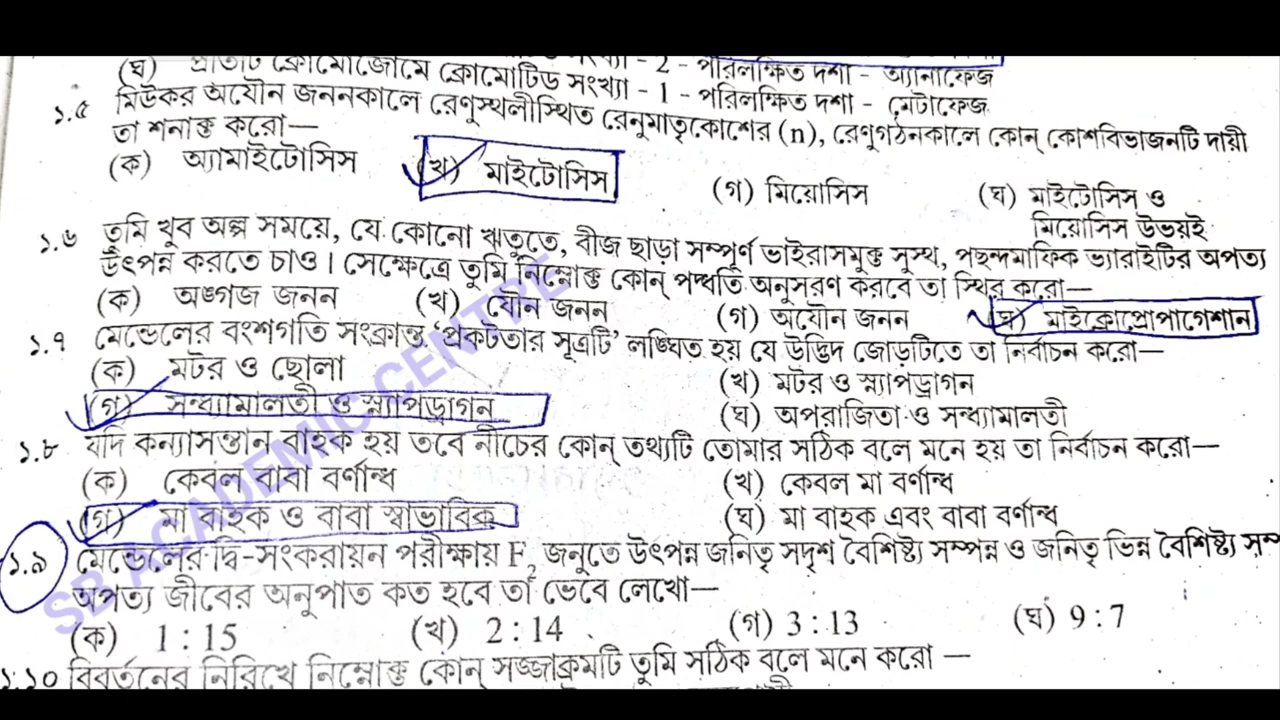 (ঘ) প্রতিটি ক্রোমোজোমে ক্রোমোটিড সংখ্যা - 1 - পরিলক্ষিত দশা - মেটাফেজ
- 2 - পরিলক্ষিত দশা - অ্যানাফেজ
১.৫ মিউকর অযৌন জননকালে রেণুস্থলীস্থিত রেনুমাতৃকোশের (n), রেণুগঠনকালে কোন্ কোশবিভাজনটি দায়ী
তা শনাক্ত করো—
(ক) অ্যামাইটোসিস (খ) মাইটোসিস (গ) মিয়োসিস (ঘ) মাইটোসিস ও
মিয়োসিস উভয়ই
১.৬ তুমি খুব অল্প সময়ে, যে কোনো ঋতুতে, বীজ ছাড়া সম্পূর্ণ ভাইরাসমুক্ত সুস্থ, পছন্দমাফিক ভ্যারাইটির অপত্য
উৎপন্ন করতে চাও। সেক্ষেত্রে তুমি নিম্নোক্ত কোন্ পদ্ধতি অনুসরণ করবে তা স্থির করো—
(ক) অঙ্গজ জনন (খ) যৌন জনন (গ) অযৌন জনন (ঘ) মাইক্রোপ্রোপাগেশান
১.৭ মেন্ডেলের বংশগতি সংক্রান্ত 'প্রকটতার সূত্রটি' লঙ্ঘিত হয় যে উদ্ভিদ জোড়টিতে তা নির্বাচন করো—
(ক) মটর ও ছোলা (খ) মটর ও স্ন্যাপড্রাগন
(গ) সন্ধ্যামালতী ও স্ন্যাপড্রাগন (ঘ) অপরাজিতা ও সন্ধ্যামালতী
১.৮ যদি কন্যাসন্তান বাহক হয় তবে নীচের কোন্ তথ্যটি তোমার সঠিক বলে মনে হয় তা নির্বাচন করো—
(ক) কেবল বাবা বর্ণান্ধ (খ) কেবল মা বর্ণান্ধ
(গ) মা বাহক ও বাবা স্বাভাবিক (ঘ) মা বাহক এবং বাবা বর্ণান্ধ
১.৯ মেন্ডেলের দ্বি-সংকরায়ন পরীক্ষায় F2 জনুতে উৎপন্ন জনিতৃ সদৃশ বৈশিষ্ট্য সম্পন্ন ও জনিতৃ ভিন্ন বৈশিষ্ট্য সম্প
অপত্য জীবের অনুপাত কত হবে তা ভেবে লেখো—
(ক) 1 : 15 (খ) 2 : 14 (গ) 3 : 13 (ঘ) 9 : 7
১.১০ বিবর্তনের নিরিখে নিম্নোক্ত কোন্ সজ্জাক্রমটি তুমি সঠিক বলে মনে করো —
SB ACADEMIC CENTRE